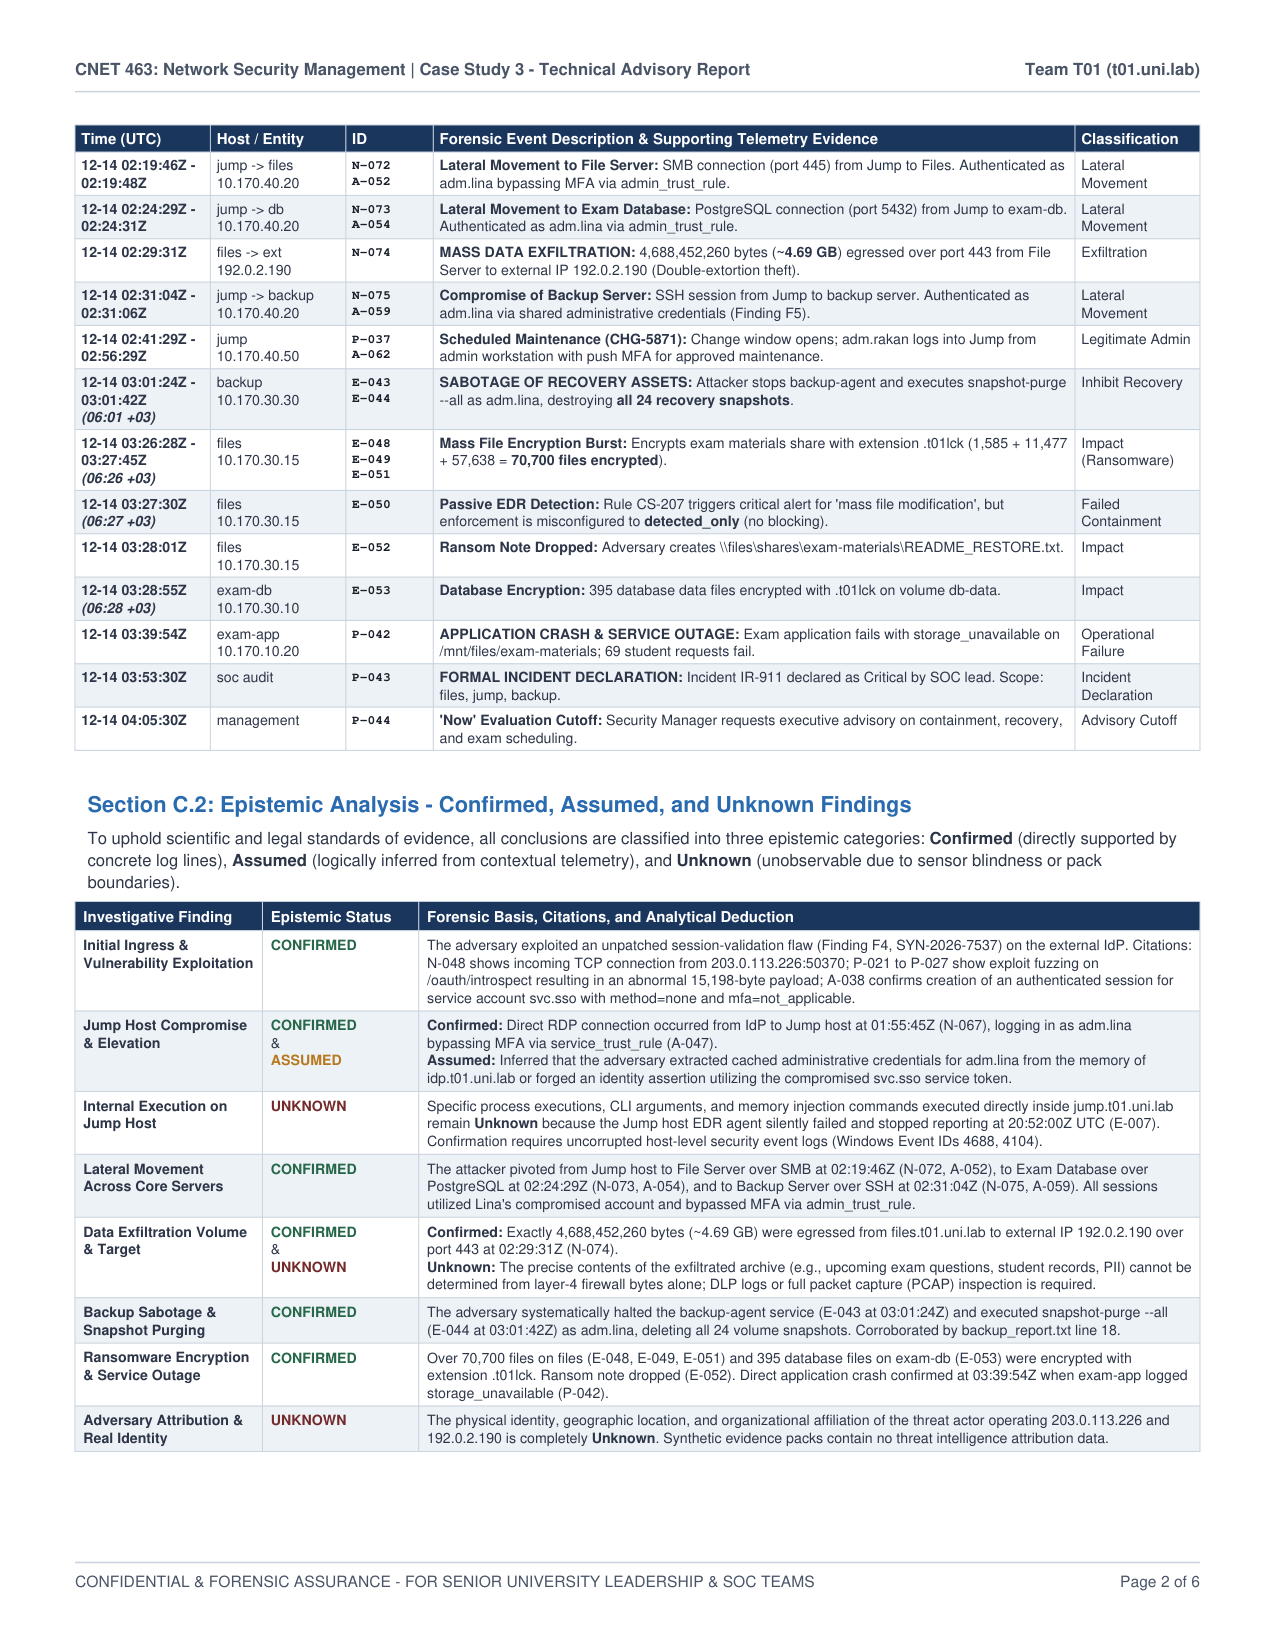 CNET 463: Network Security Management | Case Study 3 - Technical Advisory Report
Team T01 (t01.uni.lab)
Time (UTC)
Host / Entity
ID
Forensic Event Description & Supporting Telemetry Evidence
Classification
12-14 02:19:46Z -
02:19:48Z
jump -> files
10.170.40.20
N-072
A-052
Lateral Movement to File Server: SMB connection (port 445) from Jump to Files. Authenticated as
adm.lina bypassing MFA via admin_trust_rule.
Lateral
Movement
12-14 02:24:29Z -
02:24:31Z
jump -> db
10.170.40.20
N-073
A-054
Lateral Movement to Exam Database: PostgreSQL connection (port 5432) from Jump to exam-db.
Authenticated as adm.lina via admin_trust_rule.
Lateral
Movement
12-14 02:29:31Z
files -> ext
192.0.2.190
N-074
MASS DATA EXFILTRATION: 4,688,452,260 bytes (~4.69 GB) egressed over port 443 from File
Server to external IP 192.0.2.190 (Double-extortion theft).
Exfiltration
12-14 02:31:04Z -
02:31:06Z
jump -> backup
10.170.40.20
N-075
A-059
Compromise of Backup Server: SSH session from Jump to backup server. Authenticated as
adm.lina via shared administrative credentials (Finding F5).
Lateral
Movement
12-14 02:41:29Z -
02:56:29Z
jump
10.170.40.50
P-037
A-062
Scheduled Maintenance (CHG-5871): Change window opens; adm.rakan logs into Jump from
admin workstation with push MFA for approved maintenance.
Legitimate Admin
12-14 03:01:24Z -
03:01:42Z
(06:01 +03)
backup
10.170.30.30
E-043
E-044
SABOTAGE OF RECOVERY ASSETS: Attacker stops backup-agent and executes snapshot-purge
--all as adm.lina, destroying all 24 recovery snapshots.
Inhibit Recovery
12-14 03:26:28Z -
03:27:45Z
(06:26 +03)
files
10.170.30.15
E-048
E-049
E-051
Mass File Encryption Burst: Encrypts exam materials share with extension .t01lck (1,585 + 11,477
+ 57,638 = 70,700 files encrypted).
Impact
(Ransomware)
12-14 03:27:30Z
(06:27 +03)
files
10.170.30.15
E-050
Passive EDR Detection: Rule CS-207 triggers critical alert for 'mass file modification', but
enforcement is misconfigured to detected_only (no blocking).
Failed
Containment
12-14 03:28:01Z
files
10.170.30.15
E-052
Ransom Note Dropped: Adversary creates \\files\shares\exam-materials\README_RESTORE.txt.
Impact
12-14 03:28:55Z
(06:28 +03)
exam-db
10.170.30.10
E-053
Database Encryption: 395 database data files encrypted with .t01lck on volume db-data.
Impact
12-14 03:39:54Z
exam-app
10.170.10.20
P-042
APPLICATION CRASH & SERVICE OUTAGE: Exam application fails with storage_unavailable on
/mnt/files/exam-materials; 69 student requests fail.
Operational
Failure
12-14 03:53:30Z
soc audit
P-043
FORMAL INCIDENT DECLARATION: Incident IR-911 declared as Critical by SOC lead. Scope:
files, jump, backup.
Incident
Declaration
12-14 04:05:30Z
management
P-044
'Now' Evaluation Cutoff: Security Manager requests executive advisory on containment, recovery,
and exam scheduling.
Advisory Cutoff
Section C.2: Epistemic Analysis - Confirmed, Assumed, and Unknown Findings
To uphold scientific and legal standards of evidence, all conclusions are classified into three epistemic categories: Confirmed (directly supported by
concrete log lines), Assumed (logically inferred from contextual telemetry), and Unknown (unobservable due to sensor blindness or pack
boundaries).
Investigative Finding
Epistemic Status
Forensic Basis, Citations, and Analytical Deduction
Initial Ingress &
Vulnerability Exploitation
CONFIRMED
The adversary exploited an unpatched session-validation flaw (Finding F4, SYN-2026-7537) on the external IdP. Citations:
N-048 shows incoming TCP connection from 203.0.113.226:50370; P-021 to P-027 show exploit fuzzing on
/oauth/introspect resulting in an abnormal 15,198-byte payload; A-038 confirms creation of an authenticated session for
service account svc.sso with method=none and mfa=not_applicable.
Jump Host Compromise
& Elevation
CONFIRMED
&
ASSUMED
Confirmed: Direct RDP connection occurred from IdP to Jump host at 01:55:45Z (N-067), logging in as adm.lina
bypassing MFA via service_trust_rule (A-047).
Assumed: Inferred that the adversary extracted cached administrative credentials for adm.lina from the memory of
idp.t01.uni.lab or forged an identity assertion utilizing the compromised svc.sso service token.
Internal Execution on
Jump Host
UNKNOWN
Specific process executions, CLI arguments, and memory injection commands executed directly inside jump.t01.uni.lab
remain Unknown because the Jump host EDR agent silently failed and stopped reporting at 20:52:00Z UTC (E-007).
Confirmation requires uncorrupted host-level security event logs (Windows Event IDs 4688, 4104).
Lateral Movement
Across Core Servers
CONFIRMED
The attacker pivoted from Jump host to File Server over SMB at 02:19:46Z (N-072, A-052), to Exam Database over
PostgreSQL at 02:24:29Z (N-073, A-054), and to Backup Server over SSH at 02:31:04Z (N-075, A-059). All sessions
utilized Lina's compromised account and bypassed MFA via admin_trust_rule.
Data Exfiltration Volume
& Target
CONFIRMED
&
UNKNOWN
Confirmed: Exactly 4,688,452,260 bytes (~4.69 GB) were egressed from files.t01.uni.lab to external IP 192.0.2.190 over
port 443 at 02:29:31Z (N-074).
Unknown: The precise contents of the exfiltrated archive (e.g., upcoming exam questions, student records, PII) cannot be
determined from layer-4 firewall bytes alone; DLP logs or full packet capture (PCAP) inspection is required.
Backup Sabotage &
Snapshot Purging
CONFIRMED
The adversary systematically halted the backup-agent service (E-043 at 03:01:24Z) and executed snapshot-purge --all
(E-044 at 03:01:42Z) as adm.lina, deleting all 24 volume snapshots. Corroborated by backup_report.txt line 18.
Ransomware Encryption
& Service Outage
CONFIRMED
Over 70,700 files on files (E-048, E-049, E-051) and 395 database files on exam-db (E-053) were encrypted with
extension .t01lck. Ransom note dropped (E-052). Direct application crash confirmed at 03:39:54Z when exam-app logged
storage_unavailable (P-042).
Adversary Attribution &
Real Identity
UNKNOWN
The physical identity, geographic location, and organizational affiliation of the threat actor operating 203.0.113.226 and
192.0.2.190 is completely Unknown. Synthetic evidence packs contain no threat intelligence attribution data.
CONFIDENTIAL & FORENSIC ASSURANCE - FOR SENIOR UNIVERSITY LEADERSHIP & SOC TEAMS
Page 2 of 6